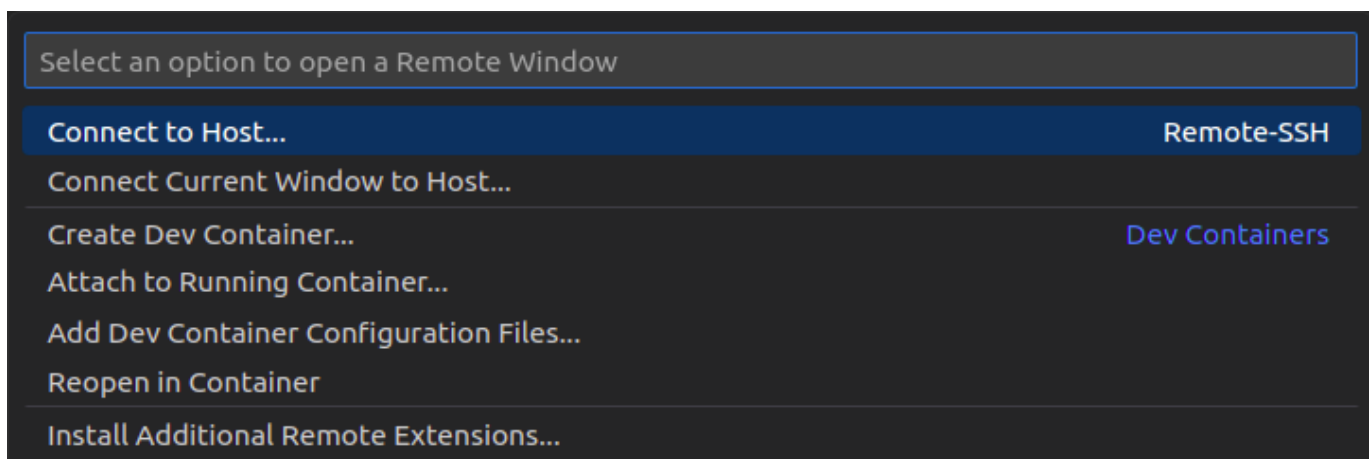 Select an option to open a Remote Window
Connect to Host... Remote-SSH
Connect Current Window to Host...
Create Dev Container... Dev Containers
Attach to Running Container...
Add Dev Container Configuration Files...
Reopen in Container
Install Additional Remote Extensions...